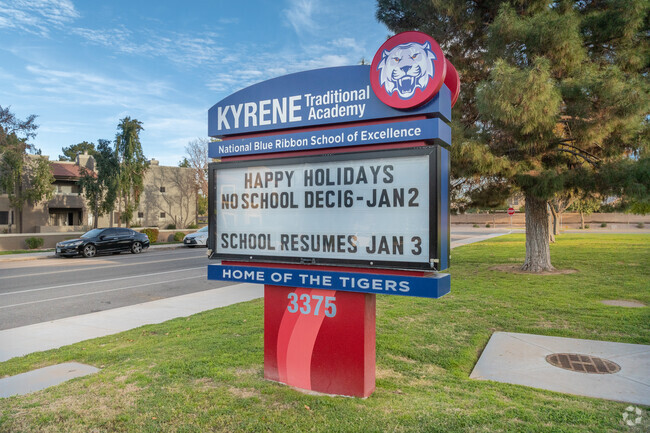 KYRENE Traditional
Academy
National Blue Ribbon School of Excellence
HAPPY HOLIDAYS
NO SCHOOL DEC16-JAN2
SCHOOL RESUMES JAN 3
HOME OF THE TIGERS
3375